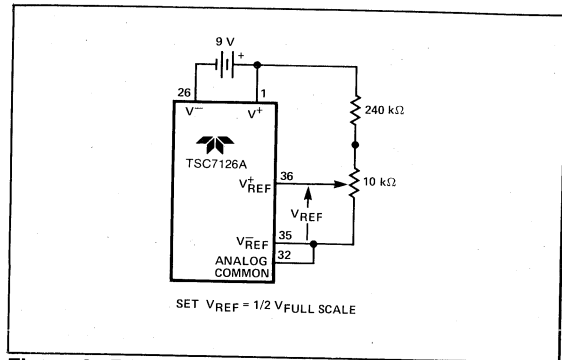 9 V
+
26
1
V−
V+
240 kΩ
TSC7126A
36
V+REF
10 kΩ
VREF
V−REF
35
ANALOG
COMMON
32
SET VREF = 1/2 VFULL SCALE